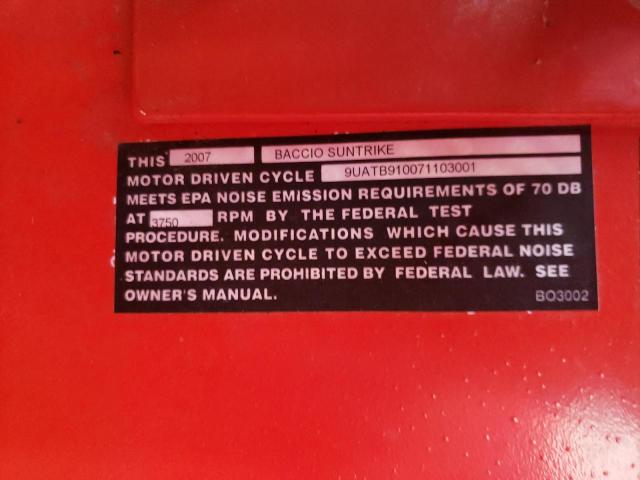 THIS 2007 BACCIO SUNTRIKE
MOTOR DRIVEN CYCLE 9UATB910071103001
MEETS EPA NOISE EMISSION REQUIREMENTS OF 70 DB
AT 3750 RPM BY THE FEDERAL TEST
PROCEDURE. MODIFICATIONS WHICH CAUSE THIS
MOTOR DRIVEN CYCLE TO EXCEED FEDERAL NOISE
STANDARDS ARE PROHIBITED BY FEDERAL LAW. SEE
OWNER'S MANUAL. BO3002